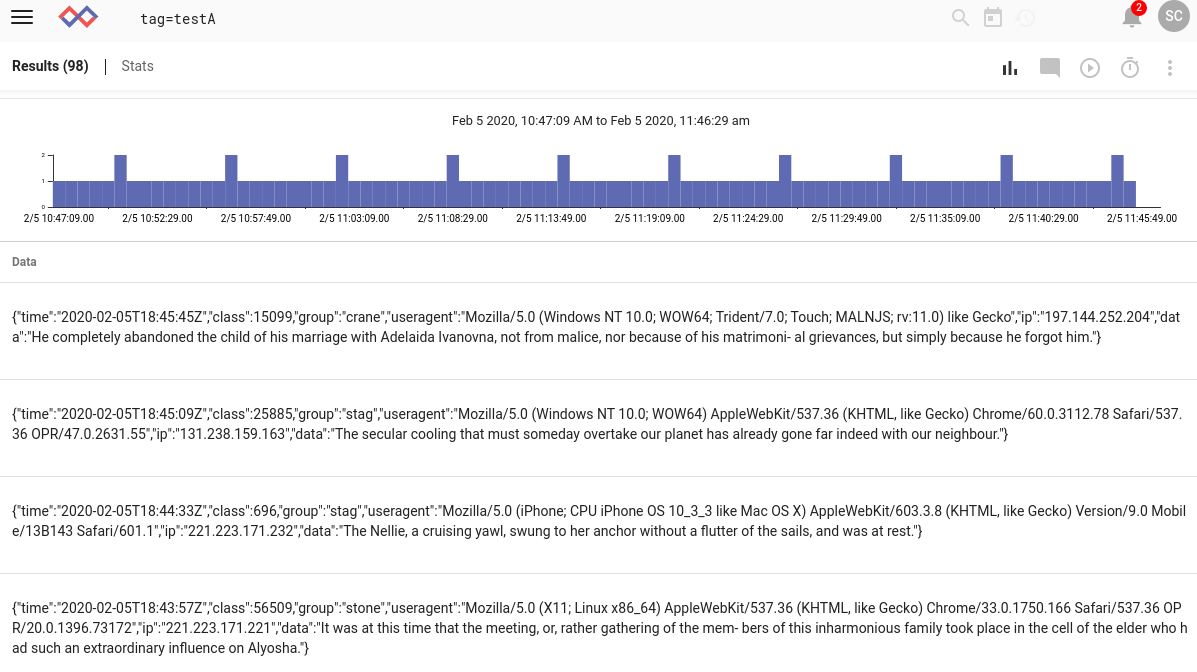 tag=testA
2
SC
Results (98)
Stats
Feb 5 2020, 10:47:09 AM to Feb 5 2020, 11:46:29 am
2
1
0
2/5 10:47:09.00 2/5 10:52:29.00 2/5 10:57:49.00 2/5 11:03:09.00 2/5 11:08:29.00 2/5 11:13:49.00 2/5 11:19:09.00 2/5 11:24:29.00 2/5 11:29:49.00 2/5 11:35:09.00 2/5 11:40:29.00 2/5 11:45:49.00
Data
{"time":"2020-02-05T18:45:45Z","class":15099,"group":"crane","useragent":"Mozilla/5.0 (Windows NT 10.0; WOW64; Trident/7.0; Touch; MALNJS; rv:11.0) like Gecko","ip":"197.144.252.204","dat
a":"He completely abandoned the child of his marriage with Adelaida Ivanovna, not from malice, nor because of his matrimoni- al grievances, but simply because he forgot him."}
{"time":"2020-02-05T18:45:09Z","class":25885,"group":"stag","useragent":"Mozilla/5.0 (Windows NT 10.0; WOW64) AppleWebKit/537.36 (KHTML, like Gecko) Chrome/60.0.3112.78 Safari/537.
36 OPR/47.0.2631.55","ip":"131.238.159.163","data":"The secular cooling that must someday overtake our planet has already gone far indeed with our neighbour."}
{"time":"2020-02-05T18:44:33Z","class":696,"group":"stag","useragent":"Mozilla/5.0 (iPhone; CPU iPhone OS 10_3_3 like Mac OS X) AppleWebKit/603.3.8 (KHTML, like Gecko) Version/9.0 Mobil
e/13B143 Safari/601.1","ip":"221.223.171.232","data":"The Nellie, a cruising yawl, swung to her anchor without a flutter of the sails, and was at rest."}
{"time":"2020-02-05T18:43:57Z","class":56509,"group":"stone","useragent":"Mozilla/5.0 (X11; Linux x86_64) AppleWebKit/537.36 (KHTML, like Gecko) Chrome/33.0.1750.166 Safari/537.36 OP
R/20.0.1396.73172","ip":"221.223.171.221","data":"It was at this time that the meeting, or, rather gathering of the mem- bers of this inharmonious family took place in the cell of the elder who h
ad such an extraordinary influence on Alyosha."}